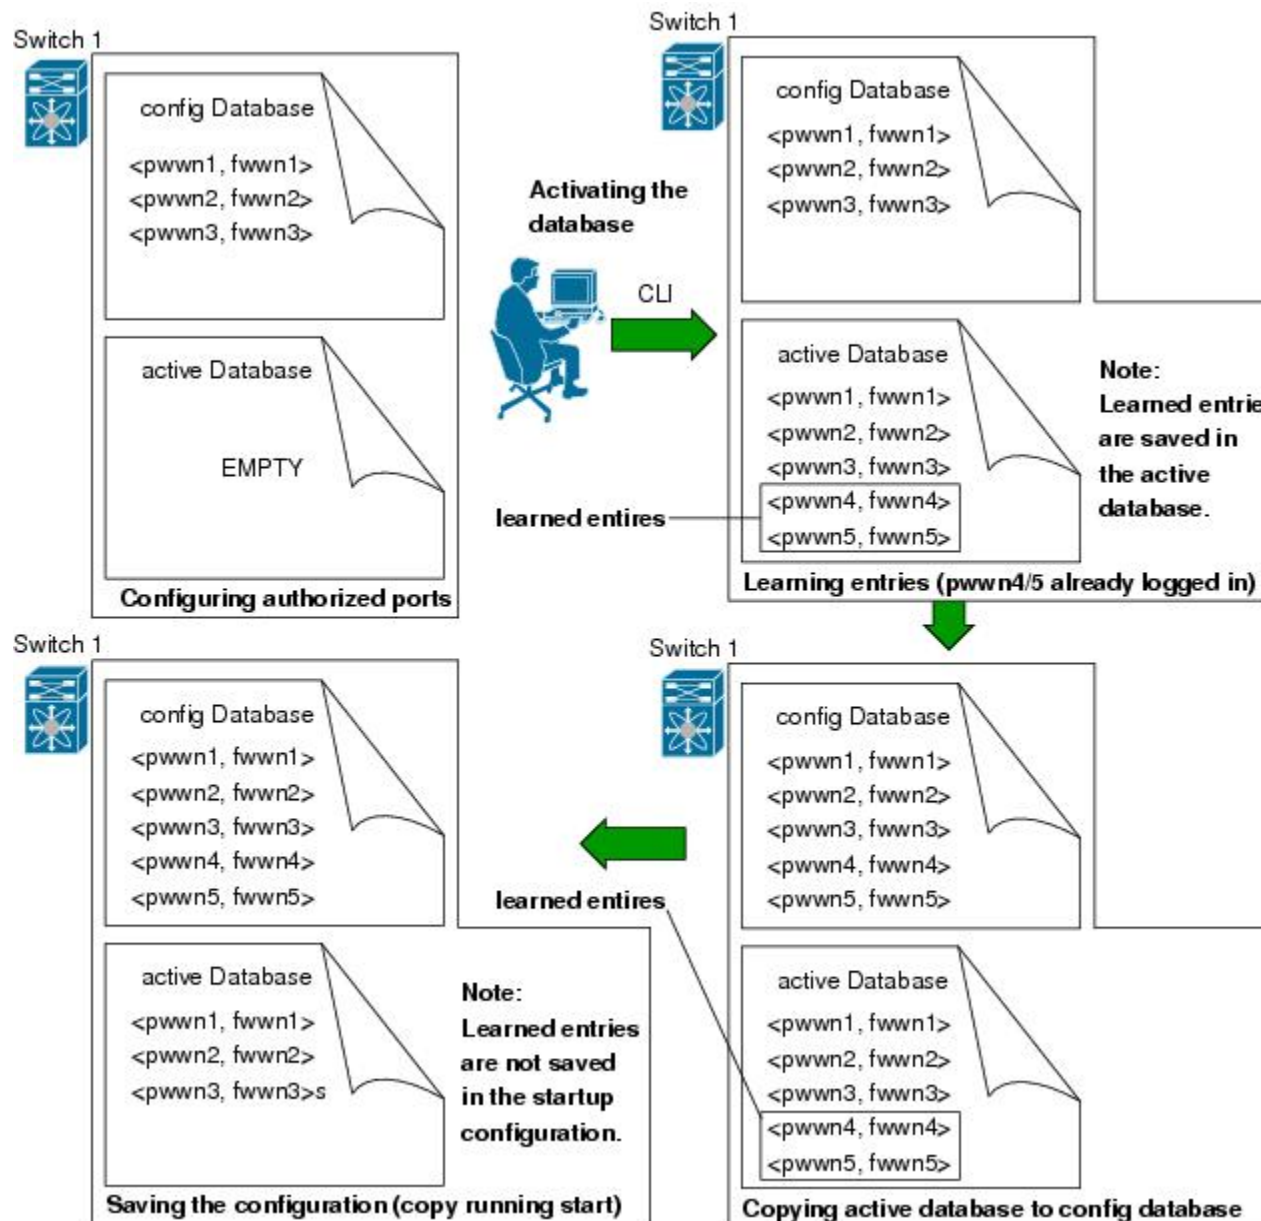 Switch 1
config Database
<pwwn1, fwwn1>
<pwwn2, fwwn2>
<pwwn3, fwwn3>
active Database
EMPTY
Configuring authorized ports
Activating the
database
CLI
Switch 1
config Database
<pwwn1, fwwn1>
<pwwn2, fwwn2>
<pwwn3, fwwn3>
active Database
<pwwn1, fwwn1>
<pwwn2, fwwn2>
<pwwn3, fwwn3>
<pwwn4, fwwn4>
<pwwn5, fwwn5>
learned entires
Note:
Learned entrie
are saved in
the active
database.
Learning entries (pwwn4/5 already logged in)
Switch 1
config Database
<pwwn1, fwwn1>
<pwwn2, fwwn2>
<pwwn3, fwwn3>
<pwwn4, fwwn4>
<pwwn5, fwwn5>
active Database
<pwwn1, fwwn1>
<pwwn2, fwwn2>
<pwwn3, fwwn3>s
Note:
Learned entries
are not saved
in the startup
configuration.
Saving the configuration (copy running start)
learned entires
Switch 1
config Database
<pwwn1, fwwn1>
<pwwn2, fwwn2>
<pwwn3, fwwn3>
<pwwn4, fwwn4>
<pwwn5, fwwn5>
active Database
<pwwn1, fwwn1>
<pwwn2, fwwn2>
<pwwn3, fwwn3>
<pwwn4, fwwn4>
<pwwn5, fwwn5>
Copying active database to config database